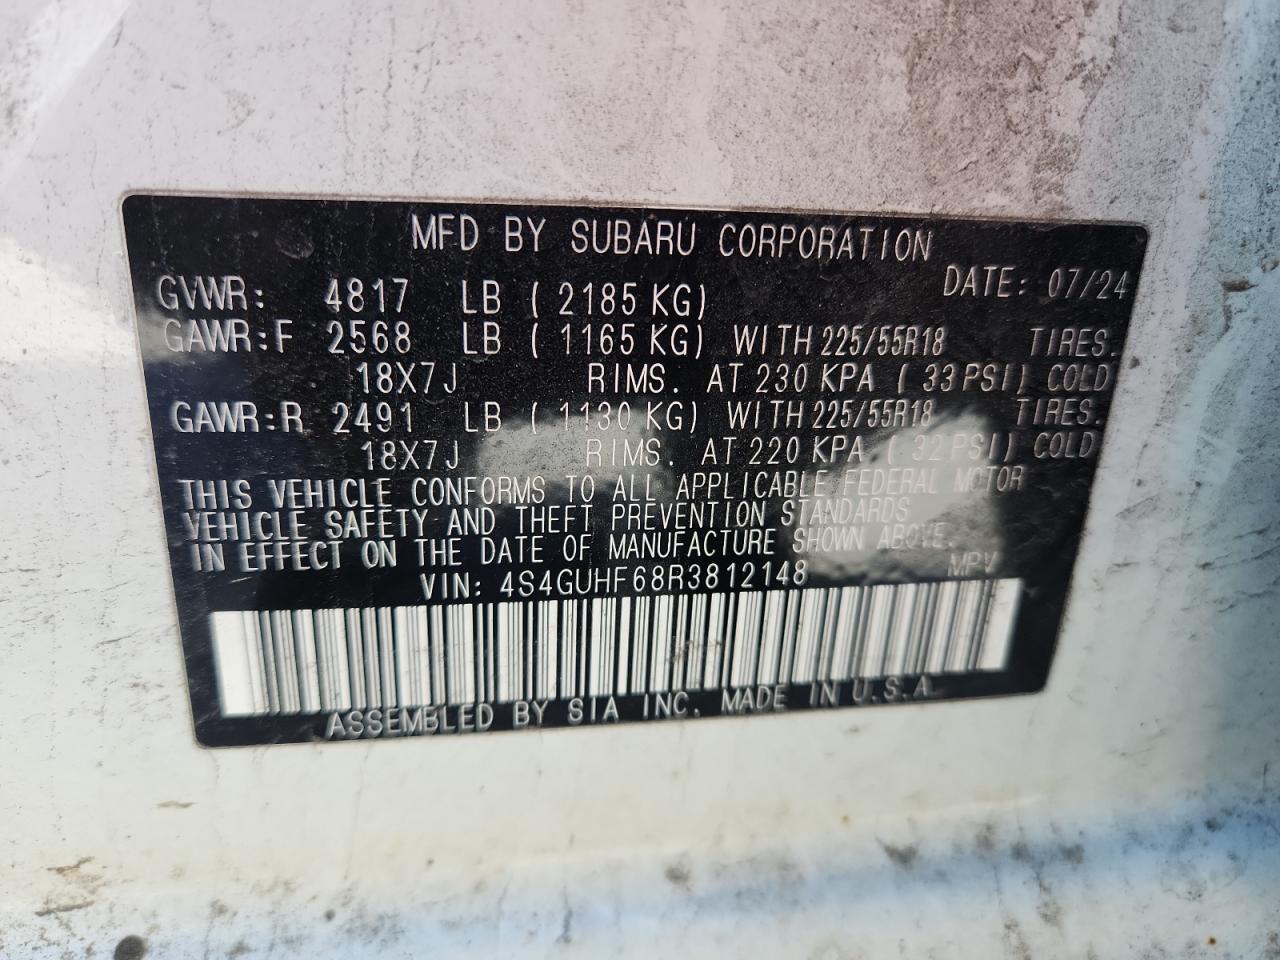 MFD BY SUBARU CORPORATION
DATE: 07/24
GVWR: 4817 LB ( 2185 KG)
GAWR:F 2568 LB ( 1165 KG) WITH 225/55R18 TIRES.
18X7J RIMS. AT 230 KPA ( 33 PSI) COLD
GAWR:R 2491 LB ( 1130 KG) WITH 225/55R18 TIRES.
18X7J RIMS. AT 220 KPA ( 32 PSI) COLD
THIS VEHICLE CONFORMS TO ALL APPLICABLE FEDERAL MOTOR
VEHICLE SAFETY AND THEFT PREVENTION STANDARDS
IN EFFECT ON THE DATE OF MANUFACTURE SHOWN ABOVE.
VIN: 4S4GUHF68R3812148 MPV
ASSEMBLED BY SIA INC. MADE IN U.S.A